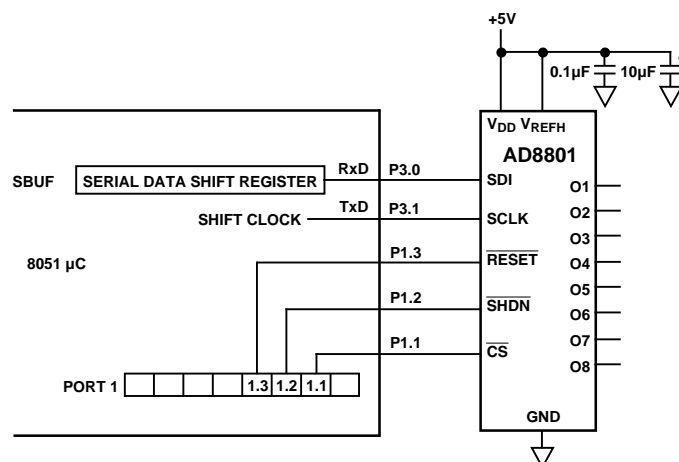 +5V
0.1µF
10µF
VDD VREFH
AD8801
RxD P3.0 SDI O1
SBUF SERIAL DATA SHIFT REGISTER
TxD P3.1 SCLK O2
SHIFT CLOCK
O3
8051 µC
P1.3 RESET O4
O5
P1.2 SHDN O6
O7
P1.1 CS O8
PORT 1 1.3 1.2 1.1
GND